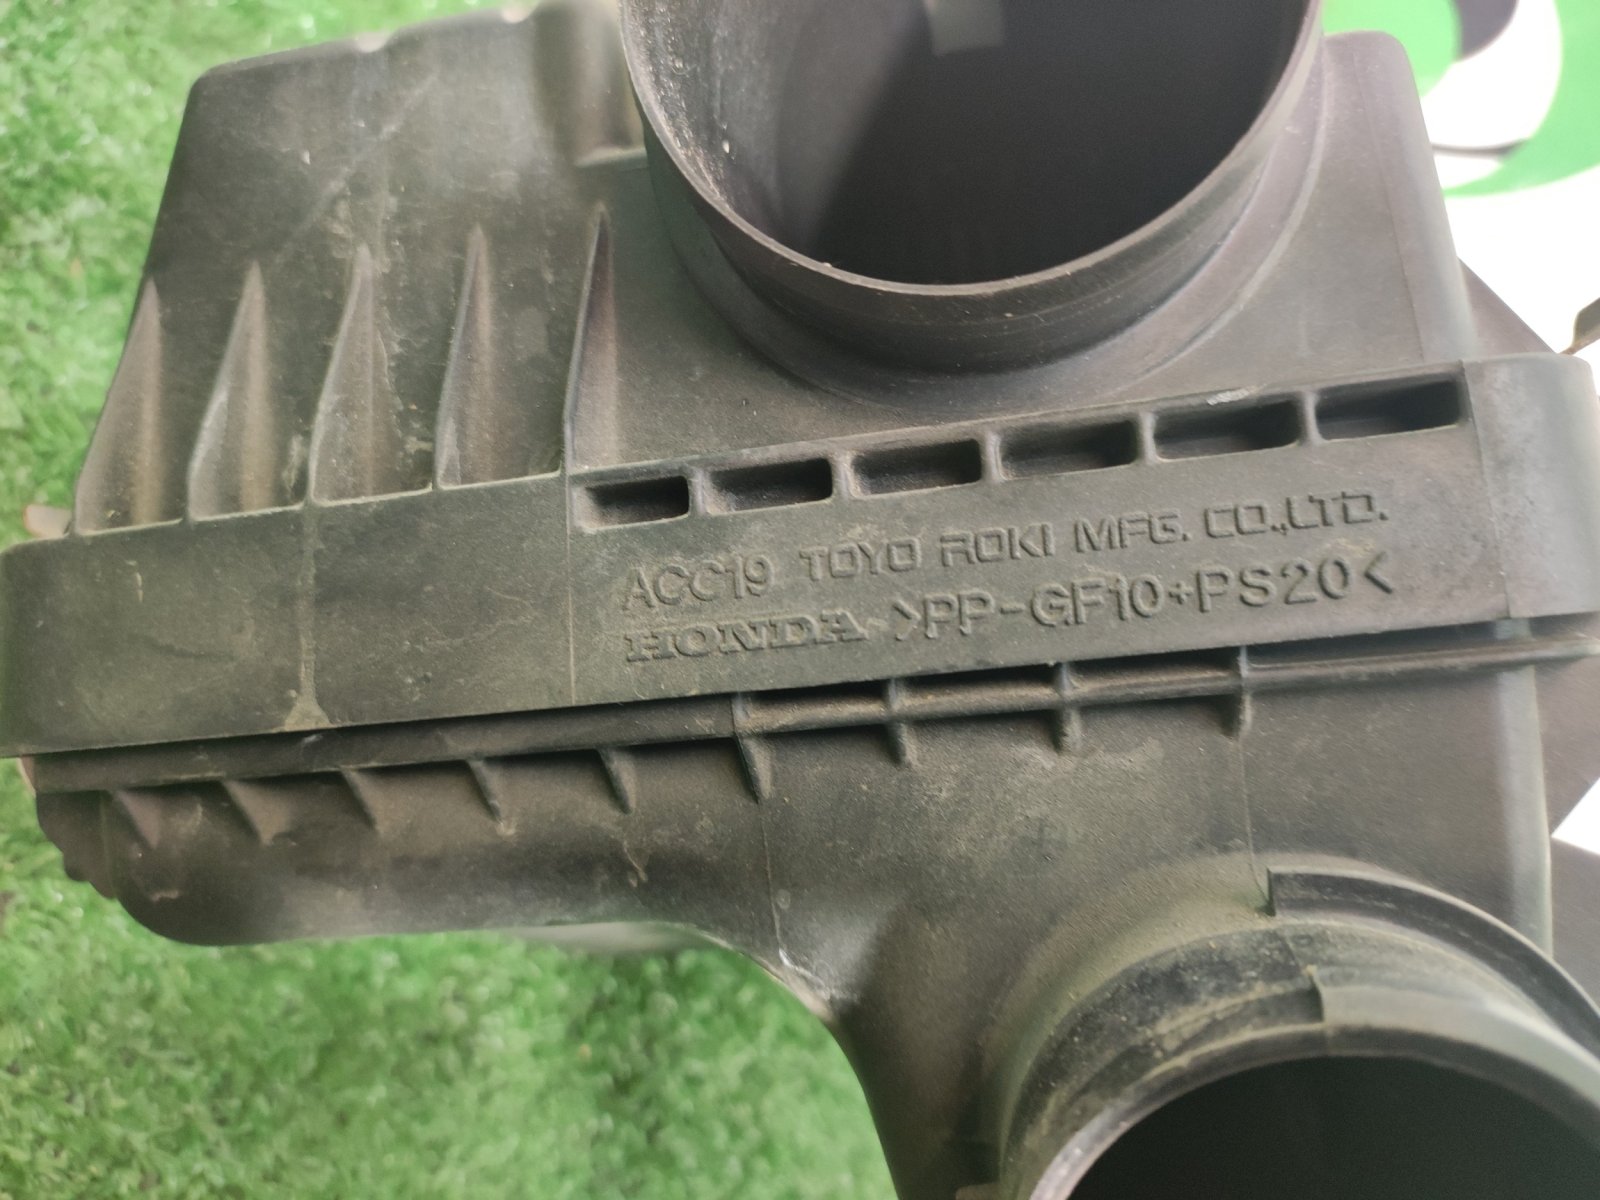 ACC19 TOYO ROKI MFG. CO.,LTD.
HONDA >PP-GF10+PS20<